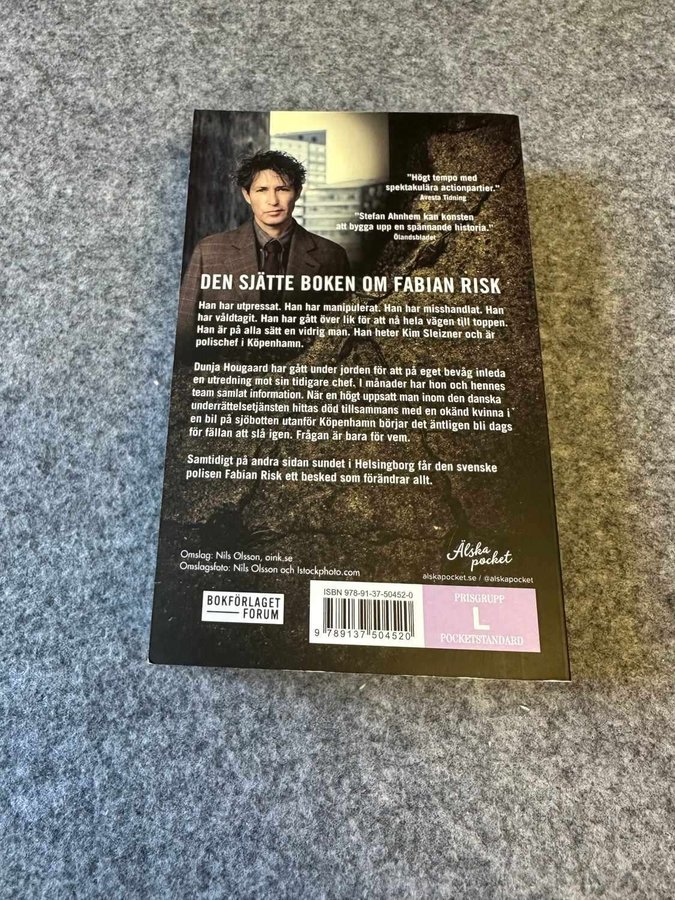 "Högt tempo med
spektakulära actionpartier."
Avesta Tidning
"Stefan Ahnhem kan konsten
att bygga upp en spännande historia."
Ölandsbladet
DEN SJÄTTE BOKEN OM FABIAN RISK
Han har utpressat. Han har manipulerat. Han har misshandlat. Han
har våldtagit. Han har gått över lik för att nå hela vägen till toppen.
Han är på alla sätt en vidrig man. Han heter Kim Sleizner och är
polischef i Köpenhamn.
Dunja Hougaard har gått under jorden för att på eget bevåg inleda
en utredning mot sin tidigare chef. I månader har hon och hennes
team samlat information. När en högt uppsatt man inom den danska
underrättelsetjänsten hittas död tillsammans med en okänd kvinna i
en bil på sjöbotten utanför Köpenhamn börjar det äntligen bli dags
för fällan att slå igen. Frågan är bara för vem.
Samtidigt på andra sidan sundet i Helsingborg får den svenske
polisen Fabian Risk ett besked som förändrar allt.
Omslag: Nils Olsson, oink.se
Omslagsfoto: Nils Olsson och Istockphoto.com
Älska
pocket
alskapocket.se / @alskapocket
BOKFÖRLAGET
FORUM
ISBN 978-91-37-50452-0
9 789137 504520
PRISGRUPP
L
POCKETSTANDARD